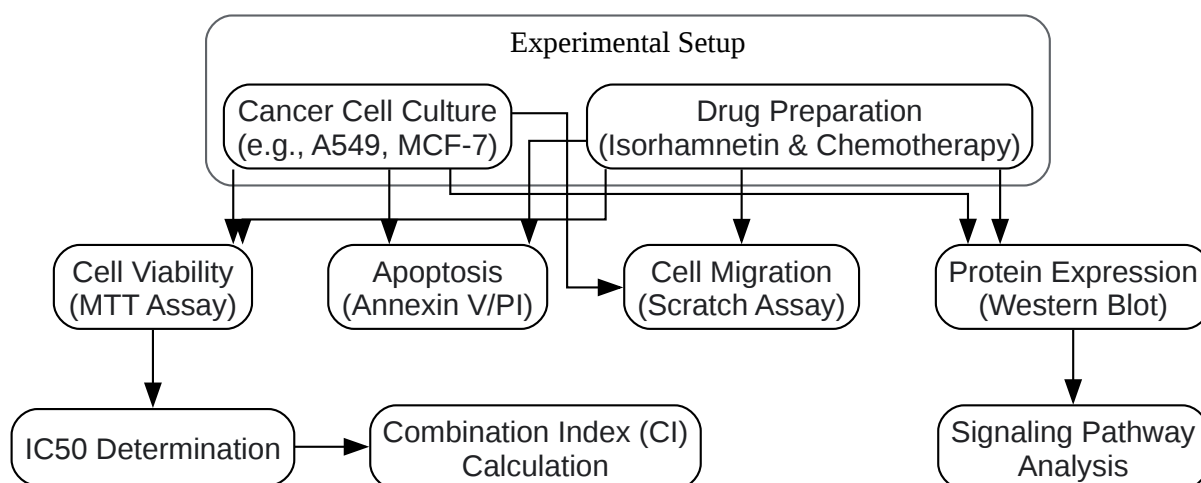 Experimental Setup
Cancer Cell Culture
(e.g., A549, MCF-7)
Drug Preparation
(Isorhamnetin & Chemotherapy)
Cell Viability
(MTT Assay)
Apoptosis
(Annexin V/PI)
Cell Migration
(Scratch Assay)
Protein Expression
(Western Blot)
IC50 Determination
Combination Index (CI)
Calculation
Signaling Pathway
Analysis